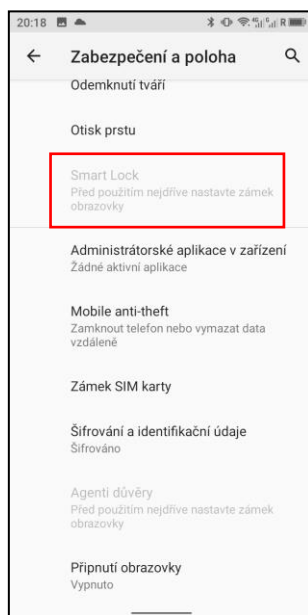 20:18 R
Zabezpečení a poloha
Odemknutí tváří
Otisk prstu
Smart Lock
Před použitím nejdříve nastavte zámek
obrazovky
Administrátorské aplikace v zařízení
Žádné aktivní aplikace
Mobile anti-theft
Zamknout telefon nebo vymazat data
vzdáleně
Zámek SIM karty
Šifrování a identifikační údaje
Šifrováno
Agenti důvěry
Před použitím nejdříve nastavte zámek
obrazovky
Připnutí obrazovky
Vypnuto